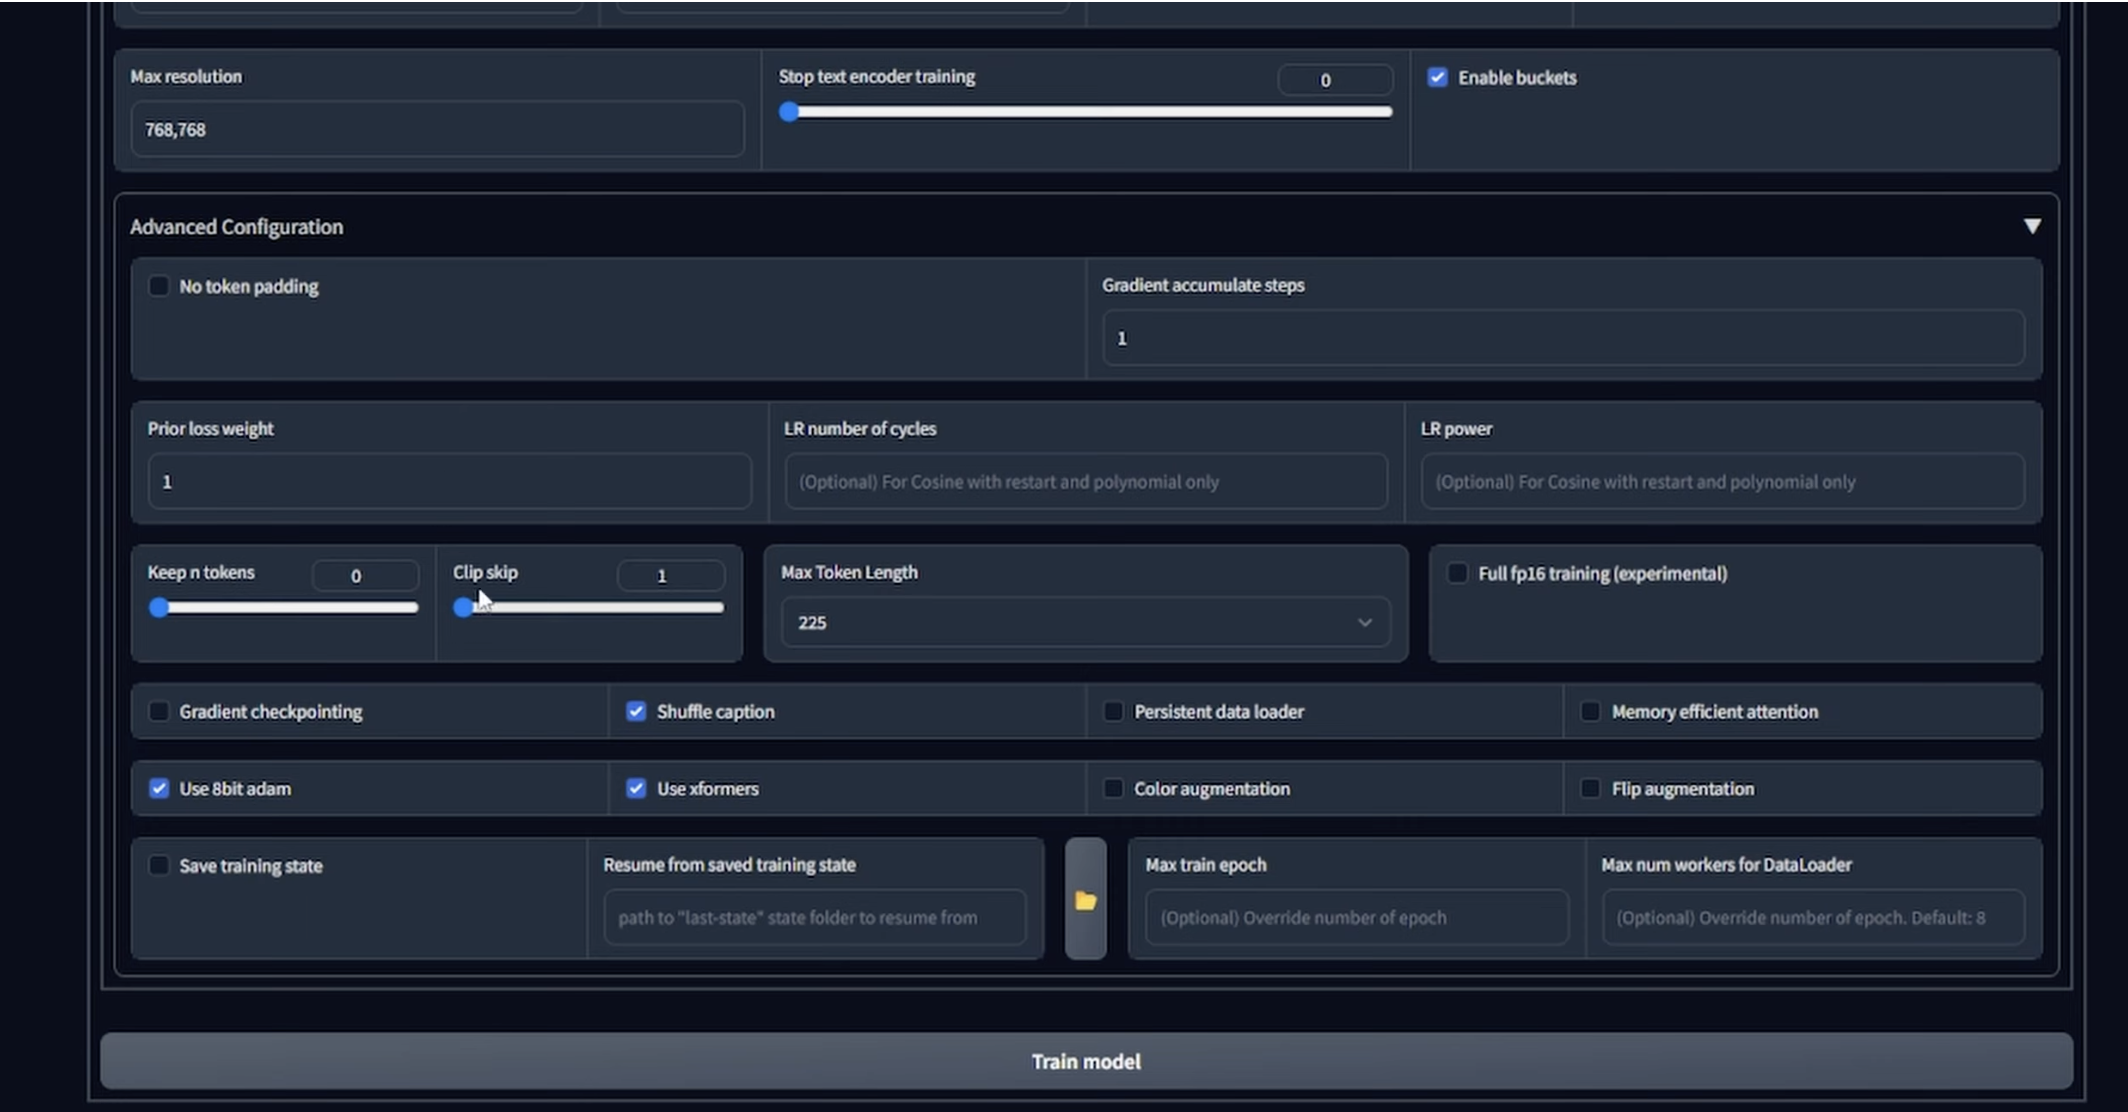 Max resolution
768,768
Stop text encoder training
0
Enable buckets
Advanced Configuration
No token padding
Gradient accumulate steps
1
Prior loss weight
1
LR number of cycles
(Optional) For Cosine with restart and polynomial only
LR power
(Optional) For Cosine with restart and polynomial only
Keep n tokens
0
Clip skip
1
Max Token Length
225
Full fp16 training (experimental)
Gradient checkpointing
Shuffle caption
Persistent data loader
Memory efficient attention
Use 8bit adam
Use xformers
Color augmentation
Flip augmentation
Save training state
Resume from saved training state
path to "last-state" state folder to resume from
Max train epoch
(Optional) Override number of epoch
Max num workers for DataLoader
(Optional) Override number of epoch. Default: 8
Train model